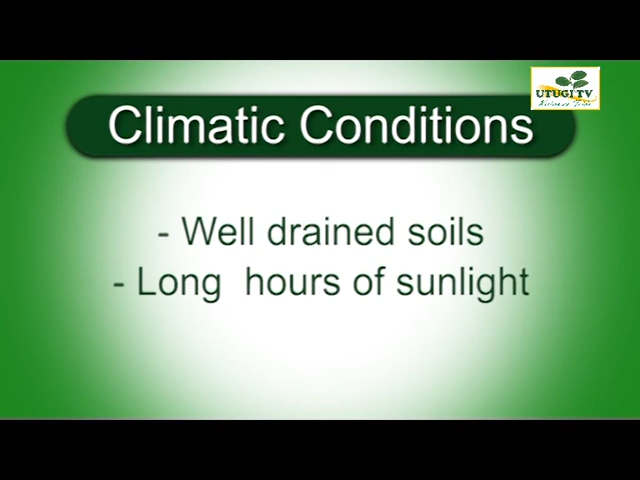 UTUGI TV
Climatic Conditions
- Well drained soils
- Long hours of sunlight